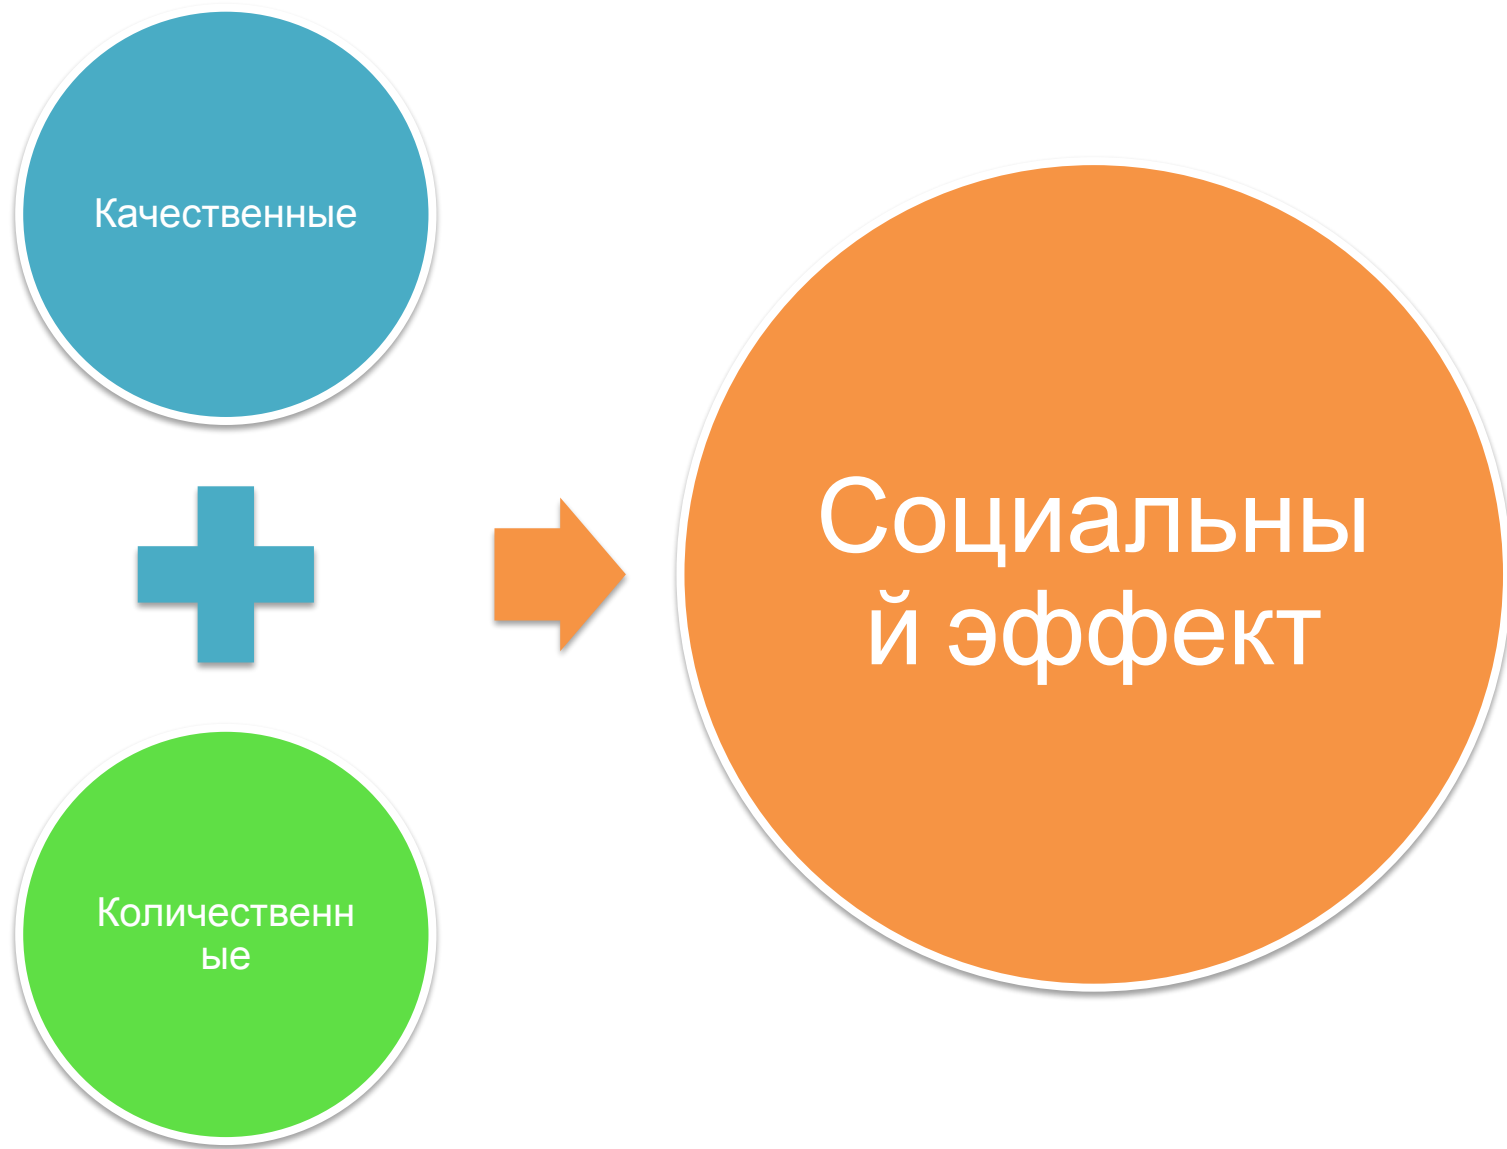 Качественные
Количественн
ые
Социальны
й эффект